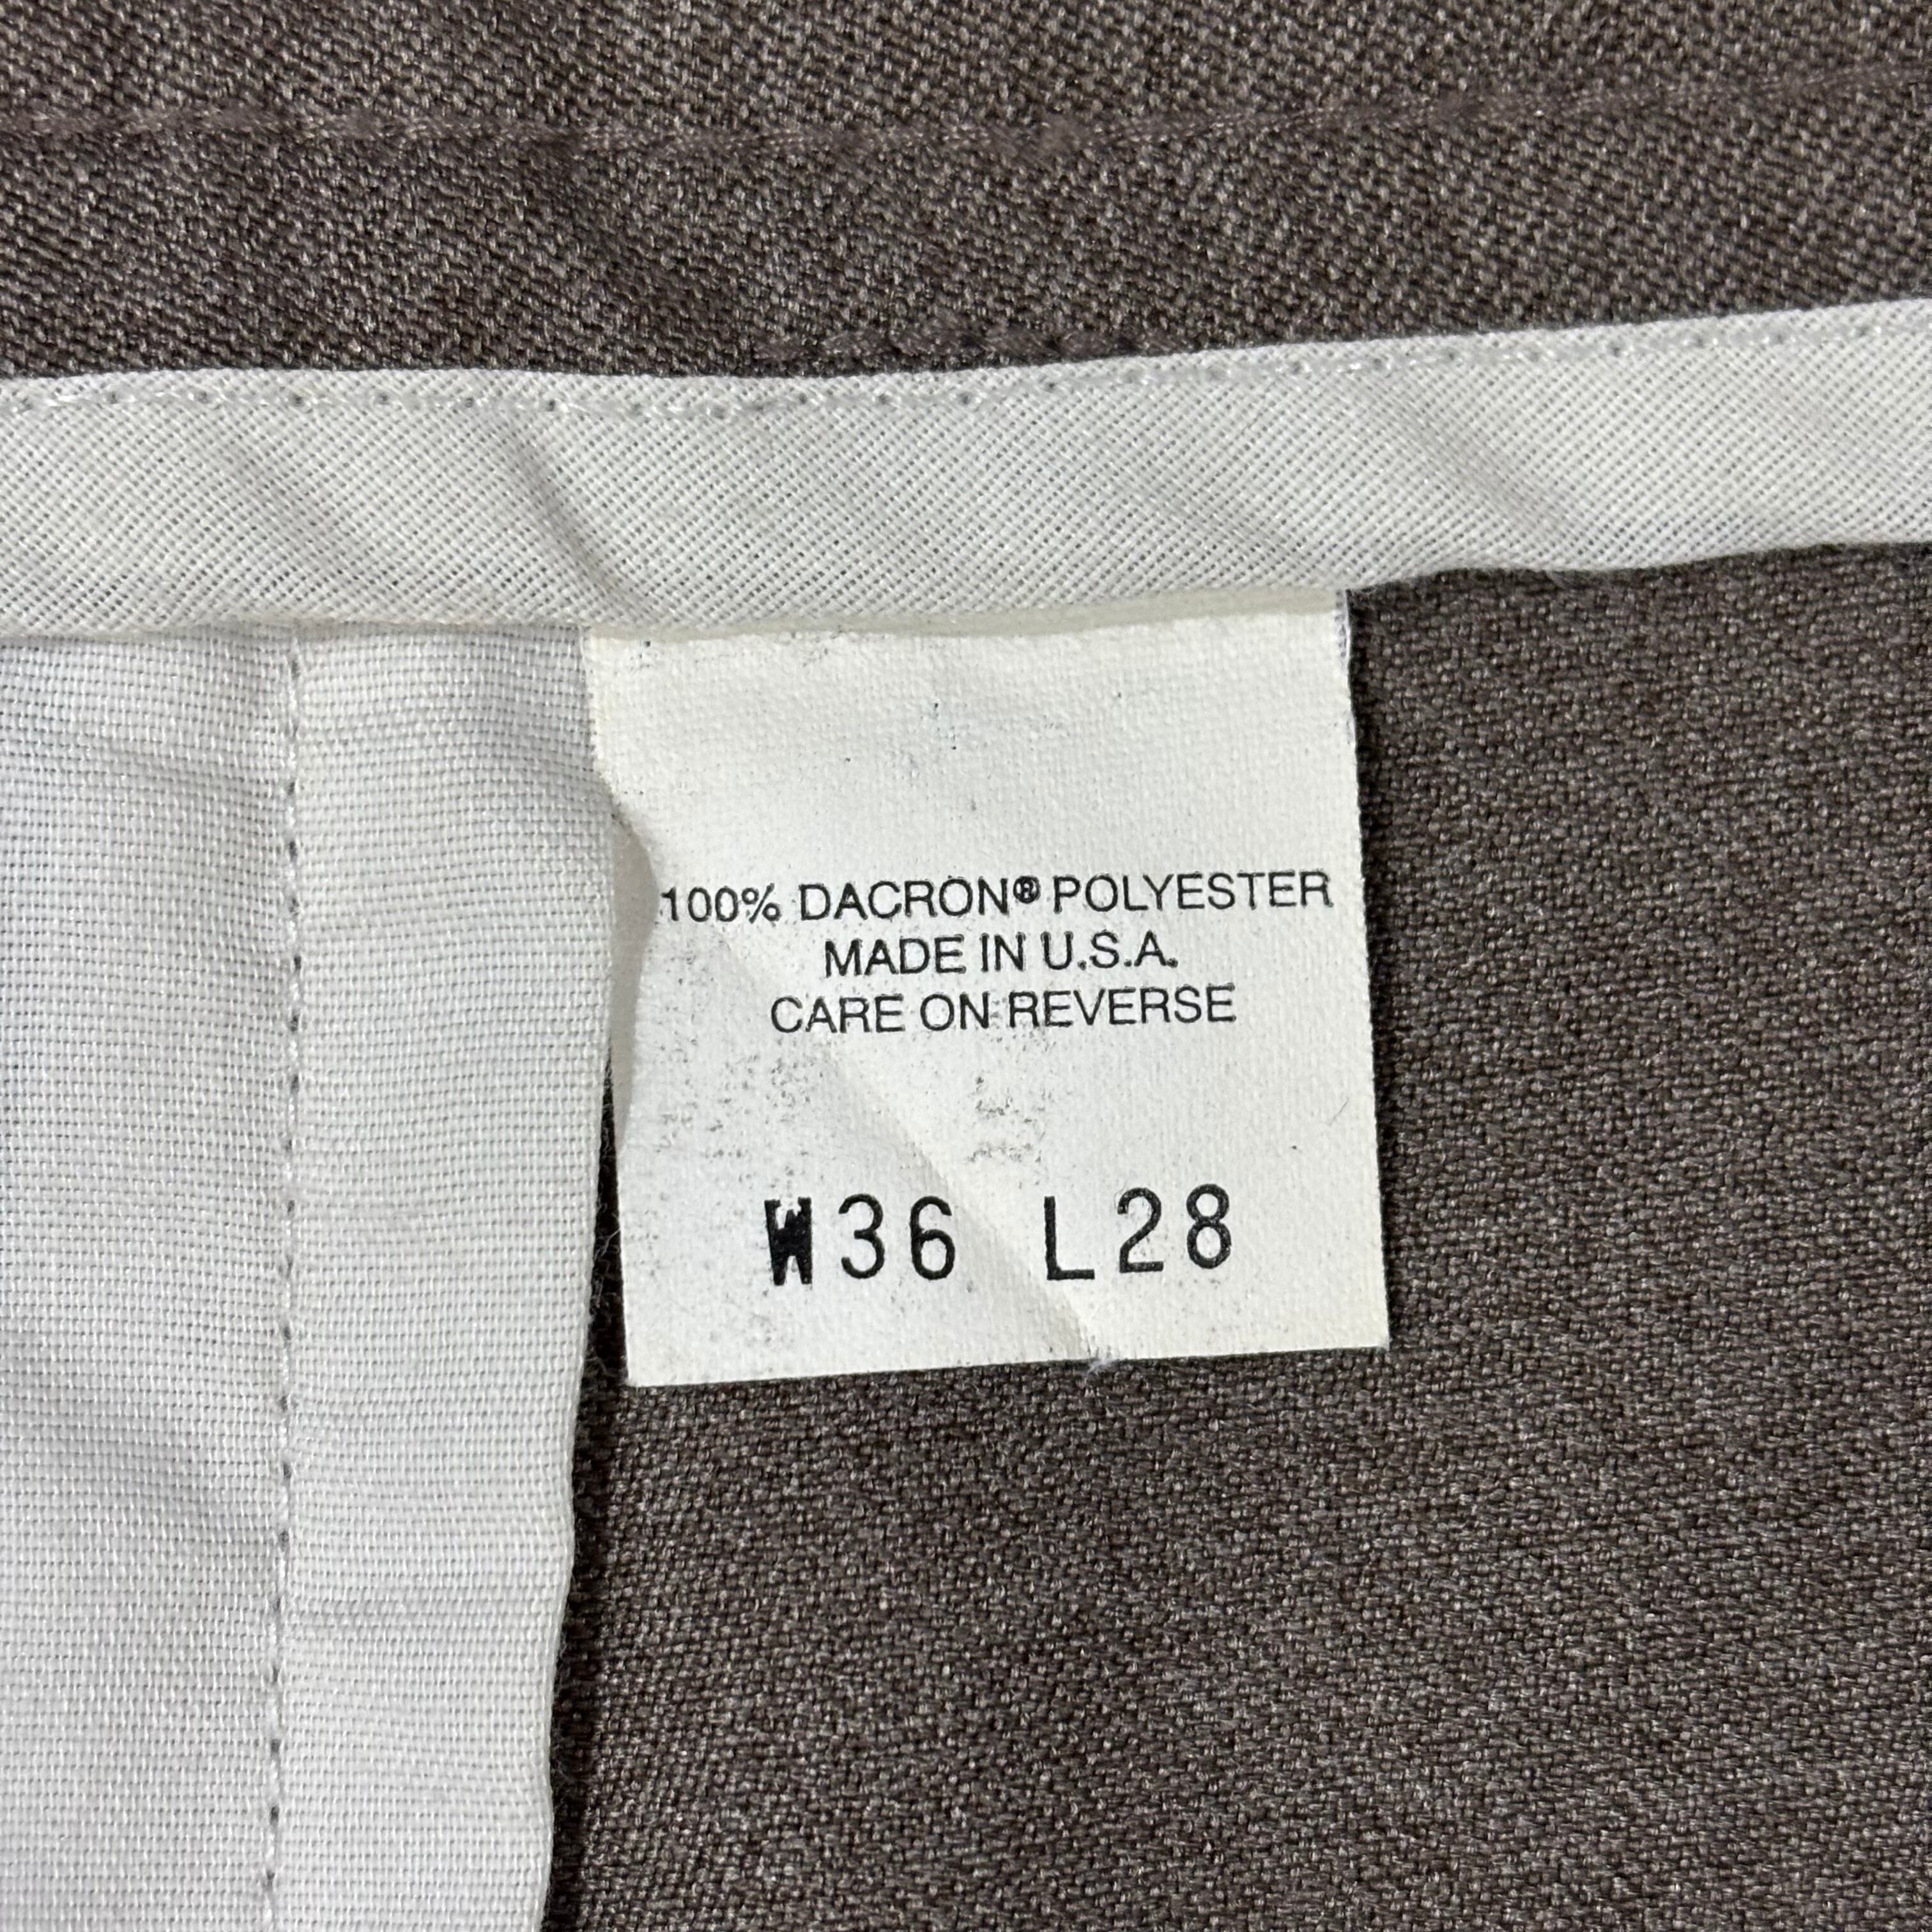 100% DACRON® POLYESTER
MADE IN U.S.A.
CARE ON REVERSE
W36 L28